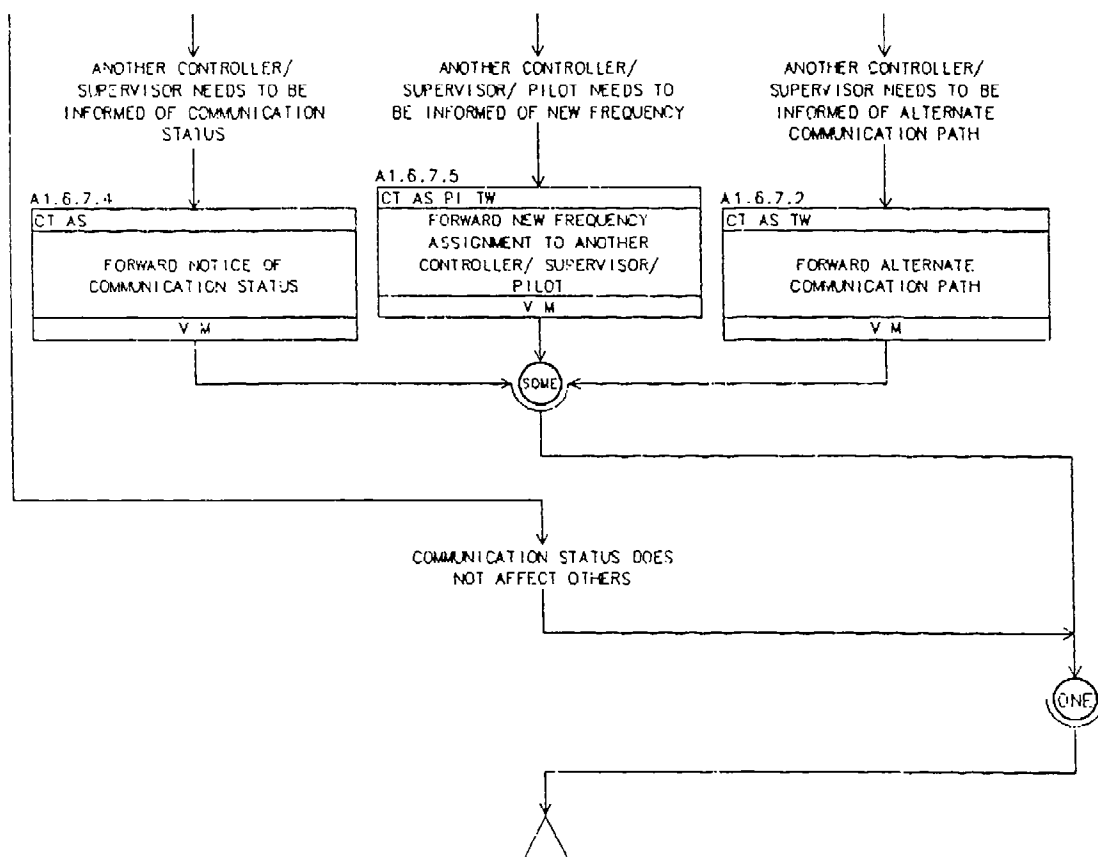 ANOTHER CONTROLLER/
SUPERVISOR NEEDS TO BE
INFORMED OF COMMUNICATION
STATUS
ANOTHER CONTROLLER/
SUPERVISOR/ PILOT NEEDS TO
BE INFORMED OF NEW FREQUENCY
ANOTHER CONTROLLER/
SUPERVISOR NEEDS TO BE
INFORMED OF ALTERNATE
COMMUNICATION PATH
A1.6.7.4
CT AS
FORWARD NOTICE OF
COMMUNICATION STATUS
V M
A1.6.7.5
CT AS PI TW
FORWARD NEW FREQUENCY
ASSIGNMENT TO ANOTHER
CONTROLLER/ SUPERVISOR/
PILOT
V M
A1.6.7.2
CT AS TW
FORWARD ALTERNATE
COMMUNICATION PATH
V M
SOME
COMMUNICATION STATUS DOES
NOT AFFECT OTHERS
ONE